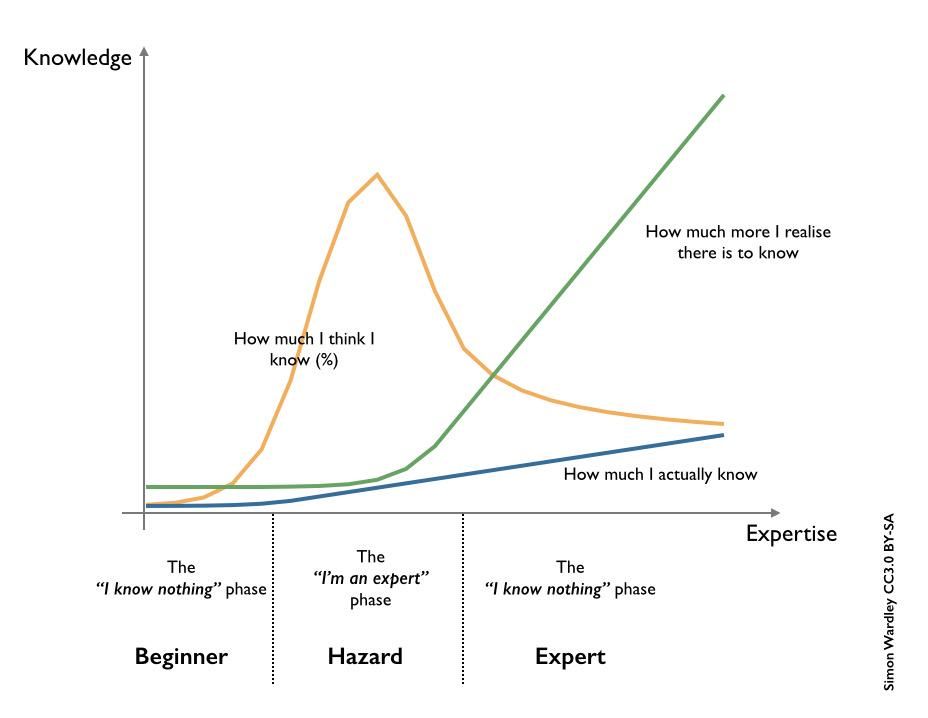 Knowledge
How much more I realise
there is to know
How much I think I
know (%)
How much I actually know
Expertise
The
“I know nothing” phase
The
“I’m an expert”
phase
The
“I know nothing” phase
Beginner
Hazard
Expert
Simon Wardley CC3.0 BY-SA